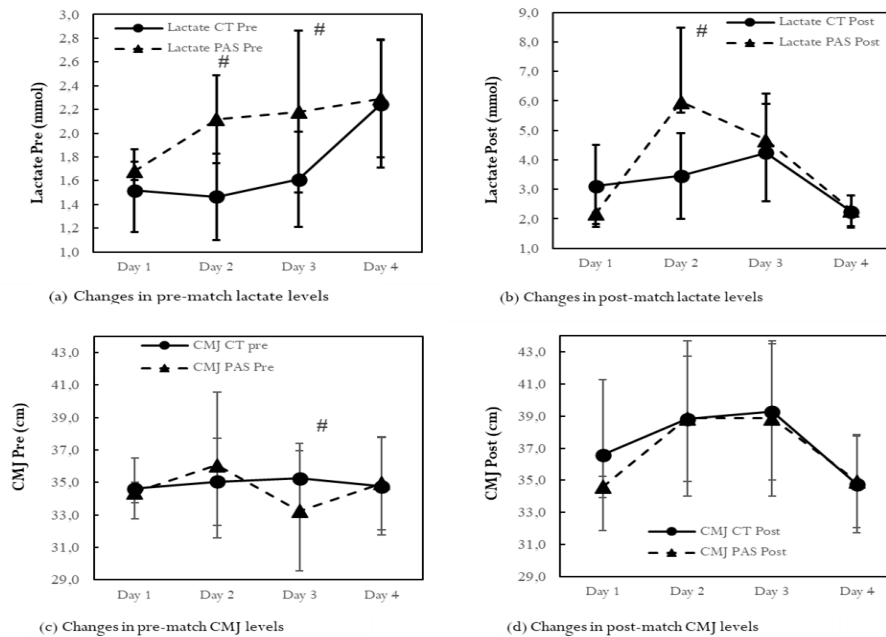 3,0
2,8
2,6
2,4
2,2
2,0
1,8
1,6
1,4
1,2
1,0
Lactate Pre (mmol)
Lactate CT Pre
Lactate PAS Pre
#
#
Day 1 Day 2 Day 3 Day 4
(a) Changes in pre-match lactate levels
9,0
8,0
7,0
6,0
5,0
4,0
3,0
2,0
1,0
Lactate Post (mmol)
Lactate CT Post
Lactate PAS Post
#
Day 1 Day 2 Day 3 Day 4
(b) Changes in post-match lactate levels
43,0
41,0
39,0
37,0
35,0
33,0
31,0
29,0
CMJ Pre (cm)
CMJ CT pre
CMJ PAS Pre
#
Day 1 Day 2 Day 3 Day 4
(c) Changes in pre-match CMJ levels
43,0
41,0
39,0
37,0
35,0
33,0
31,0
29,0
CMJ Post (cm)
CMJ CT Post
CMJ PAS Post
Day 1 Day 2 Day 3 Day 4
(d) Changes in post-match CMJ levels